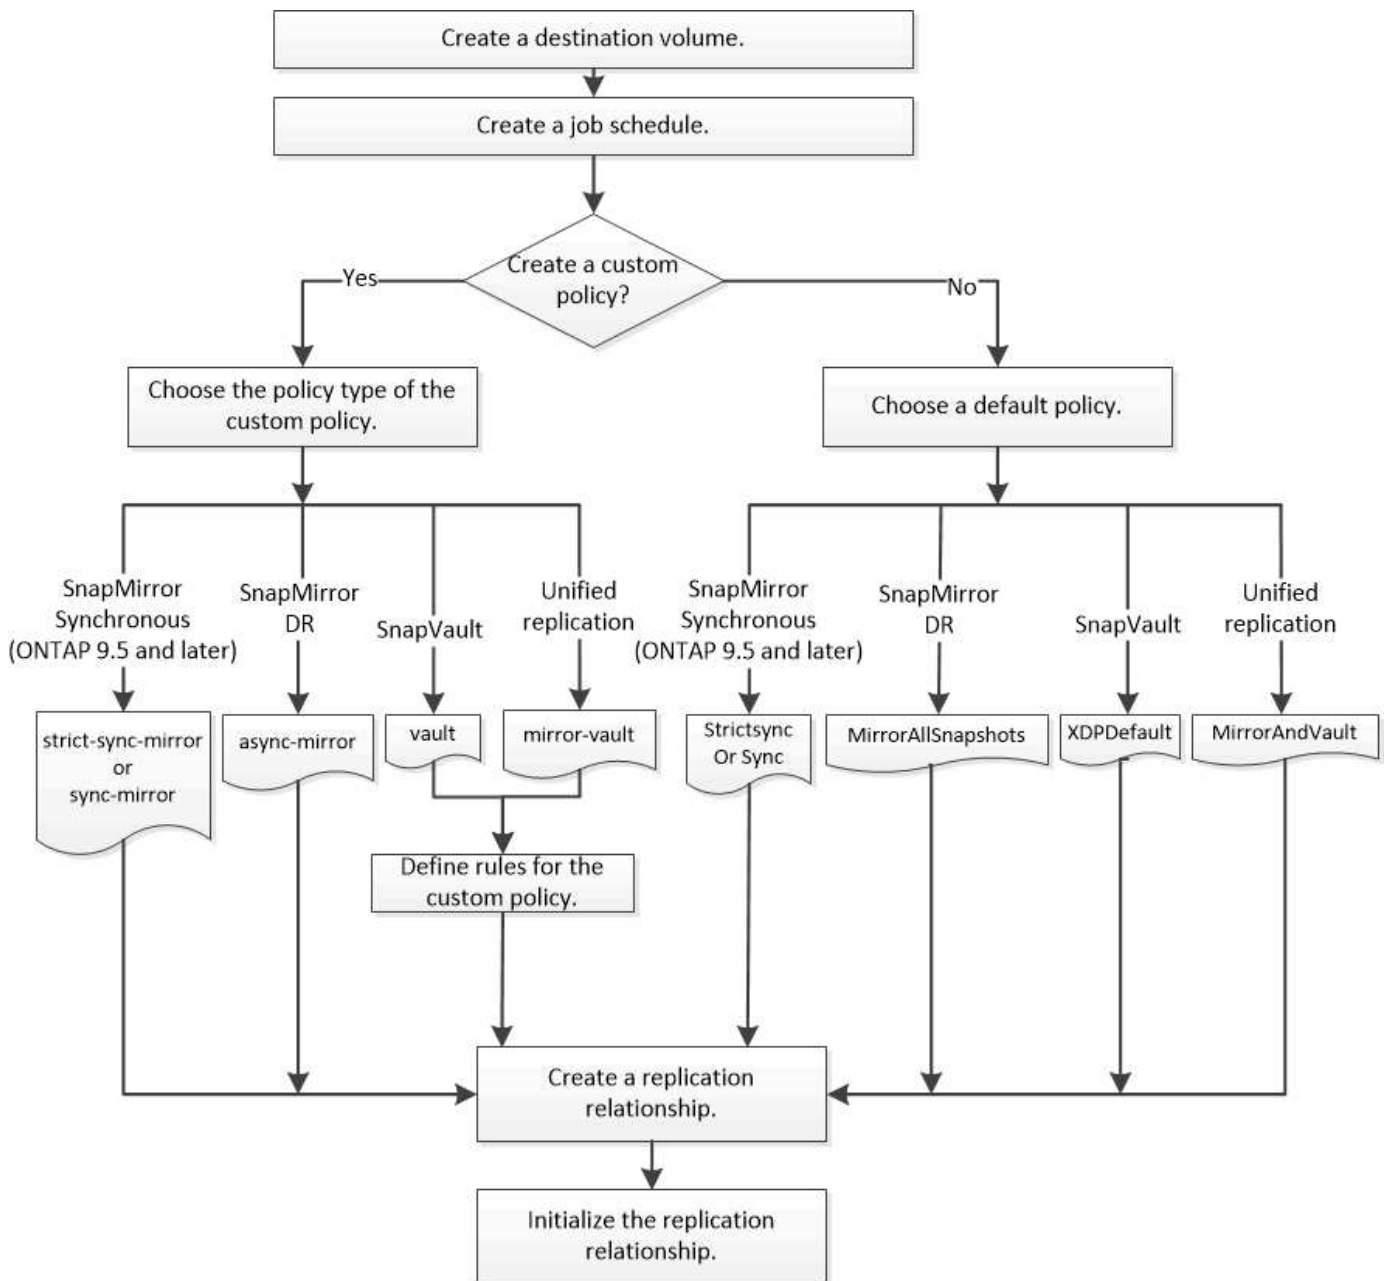 Create a destination volume.
Create a job schedule.
Create a custom
policy?
Yes
No
Choose the policy type of the
custom policy.
Choose a default policy.
SnapMirror
Synchronous
(ONTAP 9.5 and later)
SnapMirror
DR
SnapVault
Unified
replication
SnapMirror
Synchronous
(ONTAP 9.5 and later)
SnapMirror
DR
SnapVault
Unified
replication
strict-sync-mirror
or
sync-mirror
async-mirror
vault
mirror-vault
Strictsync
Or Sync
MirrorAllSnapshots
XDPDefault
MirrorAndVault
Define rules for the
custom policy.
Create a replication
relationship.
Initialize the replication
relationship.